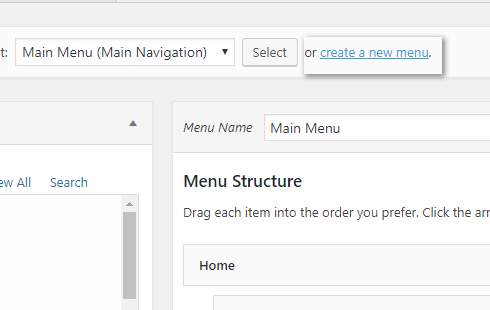 t: Main Menu (Main Navigation) Select or create a new menu.
Menu Name Main Menu
ew All Search
Menu Structure
Drag each item into the order you prefer. Click the arr
Home